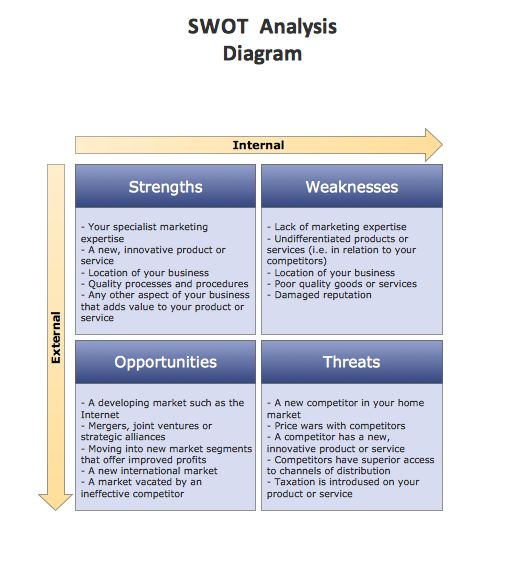 SWOT Analysis
Diagram
Internal
External
Strengths
- Your specialist marketing
expertise
- A new, innovative product or
service
- Location of your business
- Quality processes and procedures
- Any other aspect of your business
that adds value to your product or
service
Weaknesses
- Lack of marketing expertise
- Undifferentiated products or
services (i.e. in relation to your
competitors)
- Location of your business
- Poor quality goods or services
- Damaged reputation
Opportunities
- A developing market such as the
Internet
- Mergers, joint ventures or
strategic alliances
- Moving into new market segments
that offer improved profits
- A new international market
- A market vacated by an
ineffective competitor
Threats
- A new competitor in your home
market
- Price wars with competitors
- A competitor has a new,
innovative product or service
- Competitors have superior access
to channels of distribution
- Taxation is introdused on your
product or service